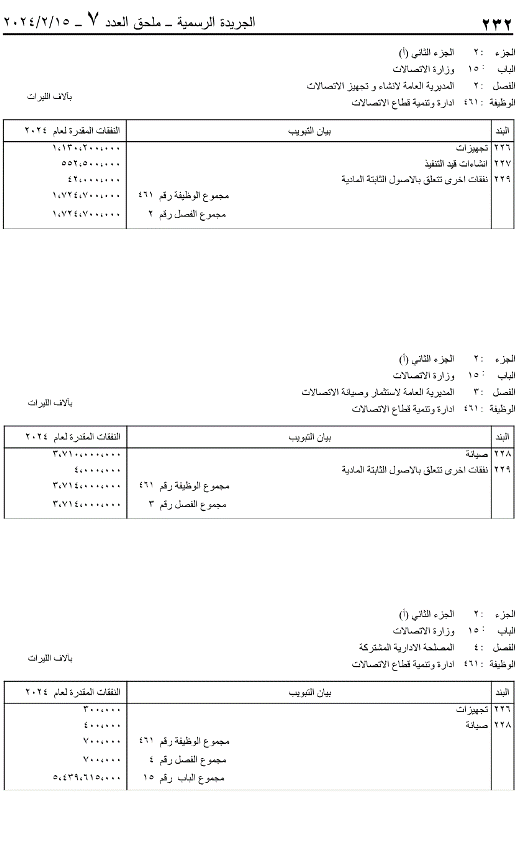 ٢٣٢ الجريدة الرسمية – ملحق العدد ٧ – ٢٠٢٤/٢/١٥
الجزء : ٢ الجزء الثاني (أ)
الباب : ١٥ وزارة الاتصالات
الفصل : ٢ المديرية العامة لانشاء و تجهيز الاتصالات
الوظيفة : ٤٦١ ادارة وتنمية قطاع الاتصالات
بآلاف الليرات
البند بيان التبويب النفقات المقدرة لعام ٢٠٢٤
٢٢٦ تجهيزات ١،١٣٠،٢٠٠،٠٠٠
٢٢٧ انشاءات قيد التنفيذ ٥٥٢،٥٠٠،٠٠٠
٢٢٩ نفقات اخرى تتعلق بالاصول الثابتة المادية ٤٢،٠٠٠،٠٠٠
مجموع الوظيفة رقم ٤٦١ ١،٧٢٤،٧٠٠،٠٠٠
مجموع الفصل رقم ٢ ١،٧٢٤،٧٠٠،٠٠٠
الجزء : ٢ الجزء الثاني (أ)
الباب : ١٥ وزارة الاتصالات
الفصل : ٣ المديرية العامة لاستثمار وصيانة الاتصالات
الوظيفة : ٤٦١ ادارة وتنمية قطاع الاتصالات
بآلاف الليرات
البند بيان التبويب النفقات المقدرة لعام ٢٠٢٤
٢٢٨ صيانة ٣،٧١٠،٠٠٠،٠٠٠
٢٢٩ نفقات اخرى تتعلق بالاصول الثابتة المادية ٤،٠٠٠،٠٠٠
مجموع الوظيفة رقم ٤٦١ ٣،٧١٤،٠٠٠،٠٠٠
مجموع الفصل رقم ٣ ٣،٧١٤،٠٠٠،٠٠٠
الجزء : ٢ الجزء الثاني (أ)
الباب : ١٥ وزارة الاتصالات
الفصل : ٤ المصلحة الادارية المشتركة
الوظيفة : ٤٦١ ادارة وتنمية قطاع الاتصالات
بآلاف الليرات
البند بيان التبويب النفقات المقدرة لعام ٢٠٢٤
٢٢٦ تجهيزات ٣٠٠،٠٠٠
٢٢٨ صيانة ٤٠٠،٠٠٠
مجموع الوظيفة رقم ٤٦١ ٧٠٠،٠٠٠
مجموع الفصل رقم ٤ ٧٠٠،٠٠٠
مجموع الباب رقم ١٥ ٥،٤٣٩،٦١٥،٠٠٠